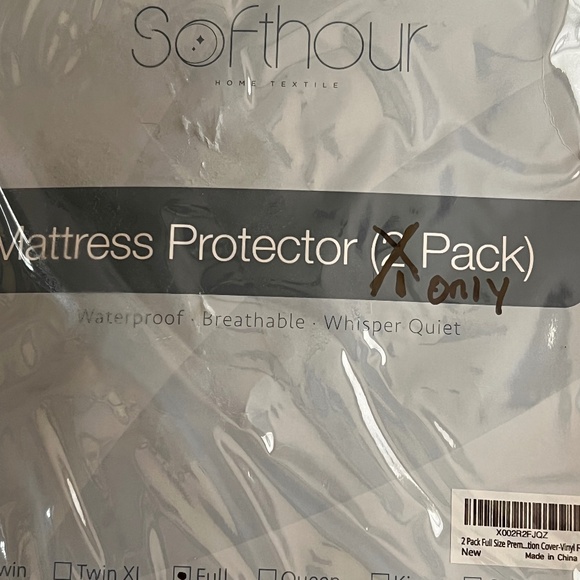 Softhour
HOME TEXTILE
Mattress Protector (2 Pack)
1 only
Waterproof · Breathable · Whisper Quiet
X002R2FJQZ
2 Pack Full Size Prem...tion Cover-Vinyl F
New Made in China
Twin XL Full Queen